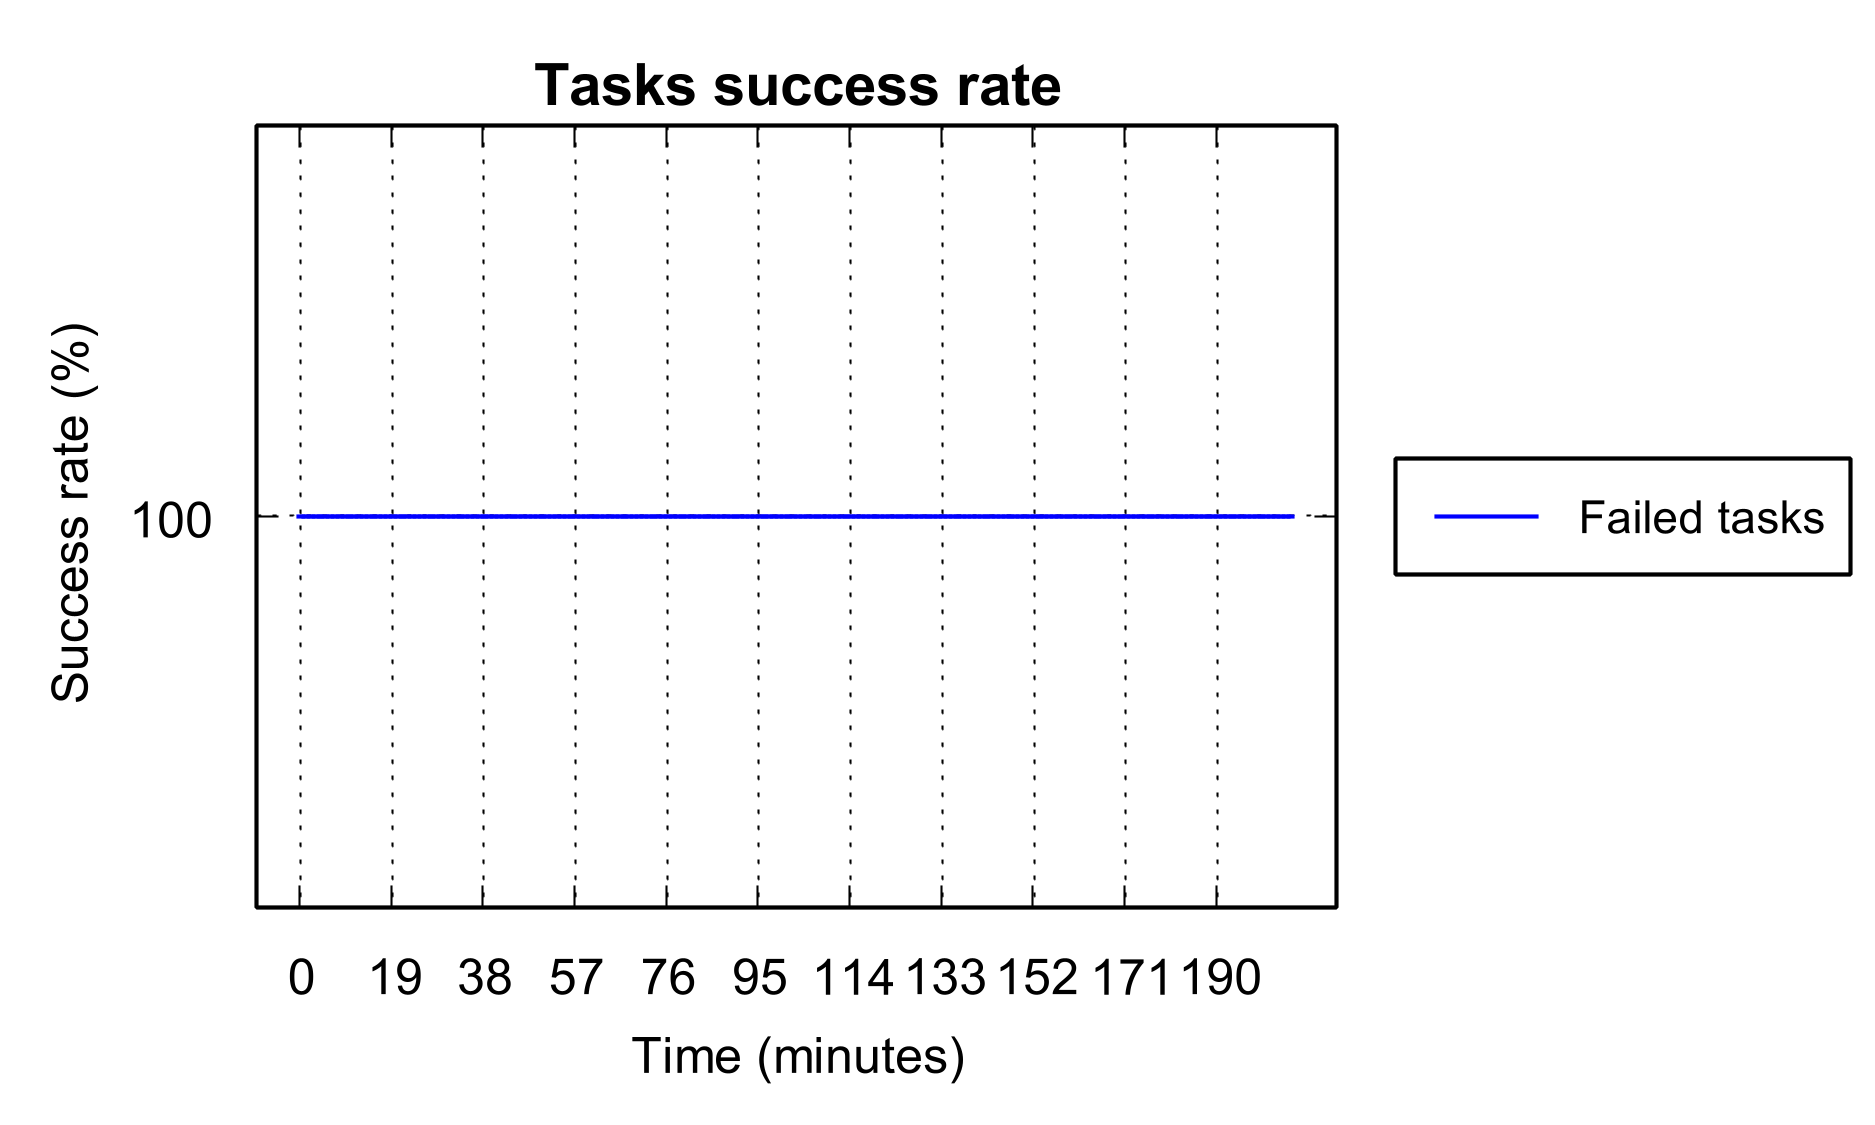 Tasks success rate
Success rate (%)
100
Failed tasks
0 19 38 57 76 95 114 133 152 171 190
Time (minutes)